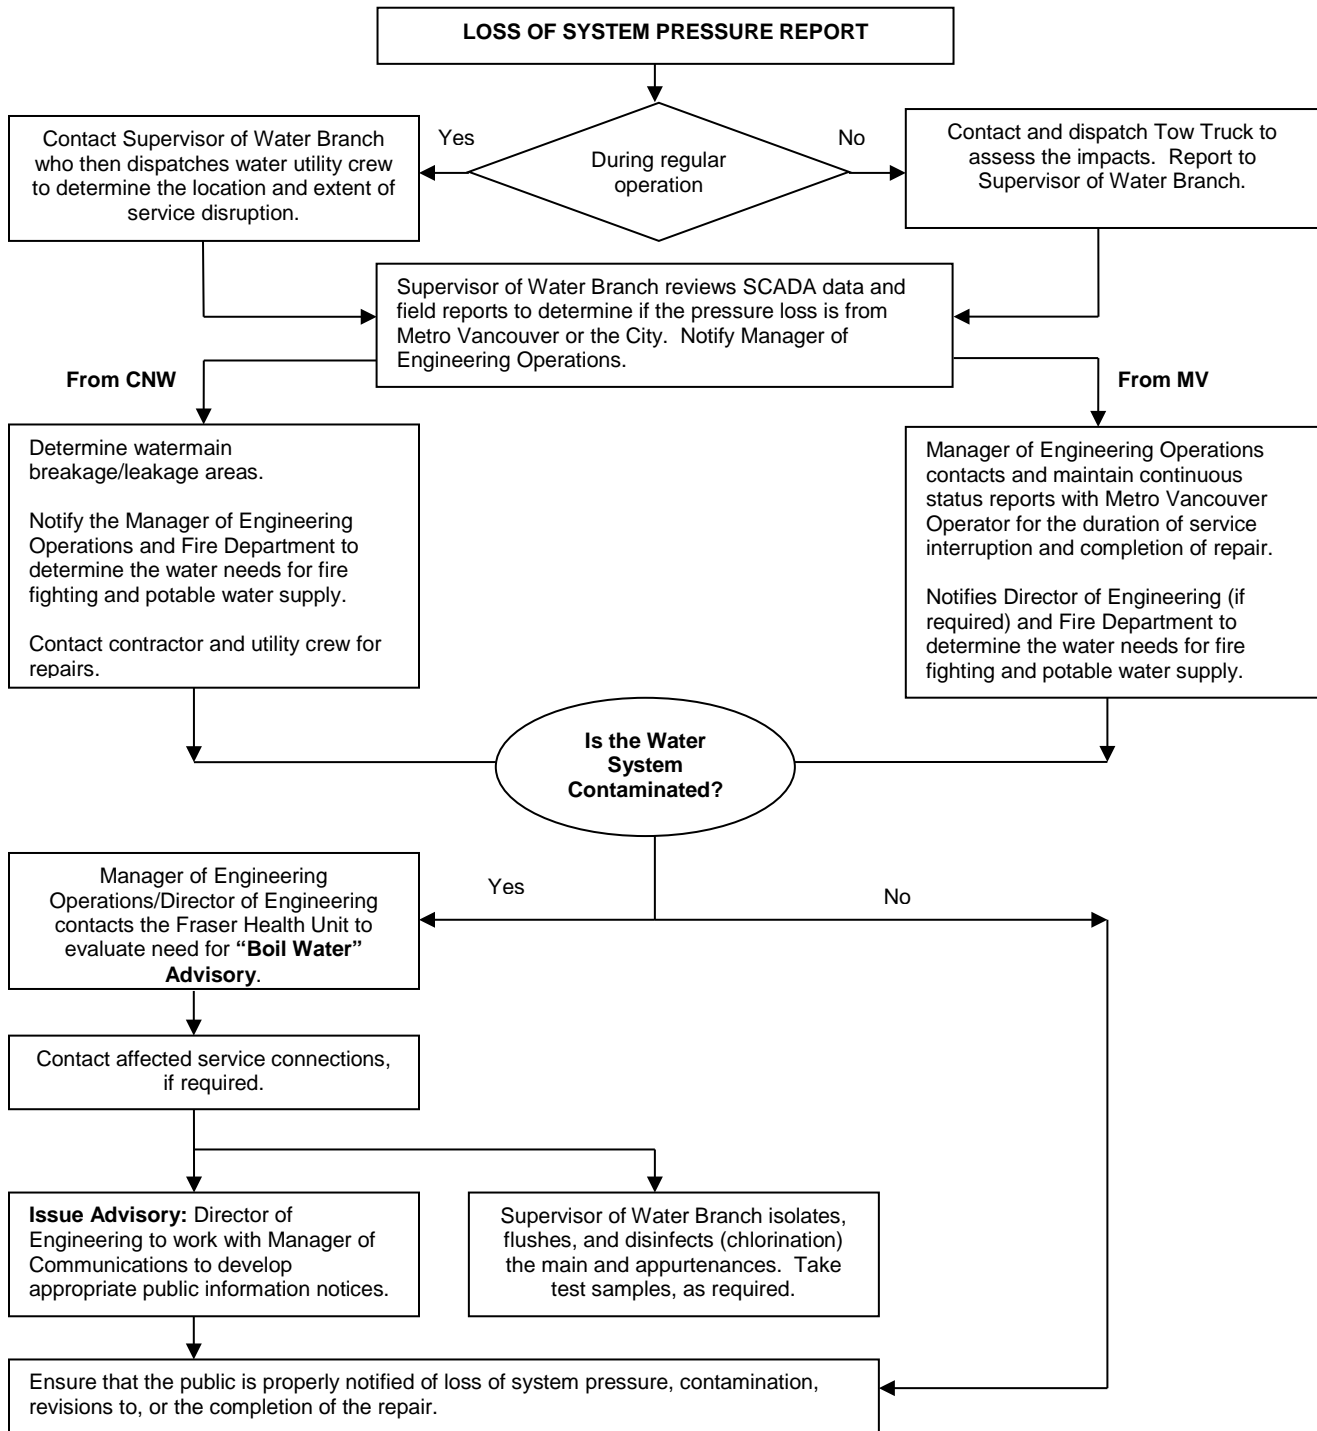 LOSS OF SYSTEM PRESSURE REPORT
Yes
During regular
operation
No
Contact Supervisor of Water Branch
who then dispatches water utility crew
to determine the location and extent of
service disruption.
Contact and dispatch Tow Truck to
assess the impacts.  Report to
Supervisor of Water Branch.
Supervisor of Water Branch reviews SCADA data and
field reports to determine if the pressure loss is from
Metro Vancouver or the City.  Notify Manager of
Engineering Operations.
From CNW
From MV
Determine watermain
breakage/leakage areas.
Notify the Manager of Engineering
Operations and Fire Department to
determine the water needs for fire
fighting and potable water supply.
Contact contractor and utility crew for
repairs.
Manager of Engineering Operations
contacts and maintain continuous
status reports with Metro Vancouver
Operator for the duration of service
interruption and completion of repair.
Notifies Director of Engineering (if
required) and Fire Department to
determine the water needs for fire
fighting and potable water supply.
Is the Water
System
Contaminated?
Yes
No
Manager of Engineering
Operations/Director of Engineering
contacts the Fraser Health Unit to
evaluate need for “Boil Water”
Advisory.
Contact affected service connections,
if required.
Issue Advisory: Director of
Engineering to work with Manager of
Communications to develop
appropriate public information notices.
Supervisor of Water Branch isolates,
flushes, and disinfects (chlorination)
the main and appurtenances.  Take
test samples, as required.
Ensure that the public is properly notified of loss of system pressure, contamination,
revisions to, or the completion of the repair.